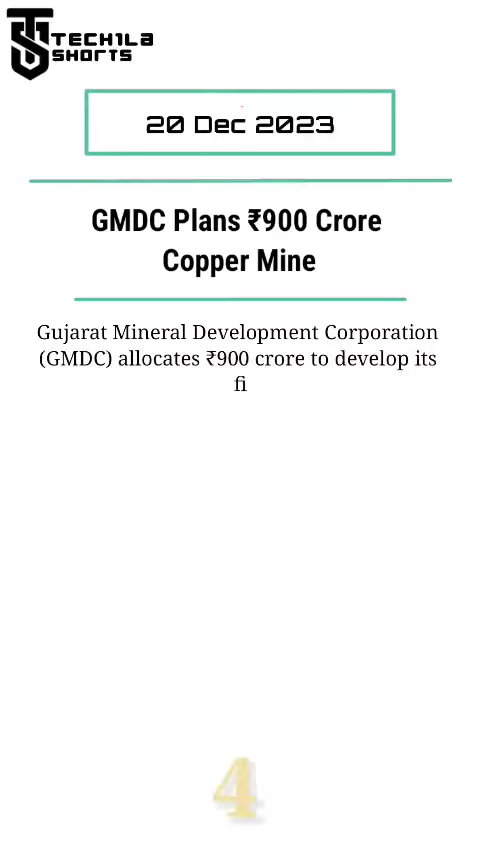 TECH1LA
SHORTS
20 Dec 2023
GMDC Plans ₹900 Crore
Copper Mine
Gujarat Mineral Development Corporation
(GMDC) allocates ₹900 crore to develop its
fi
4